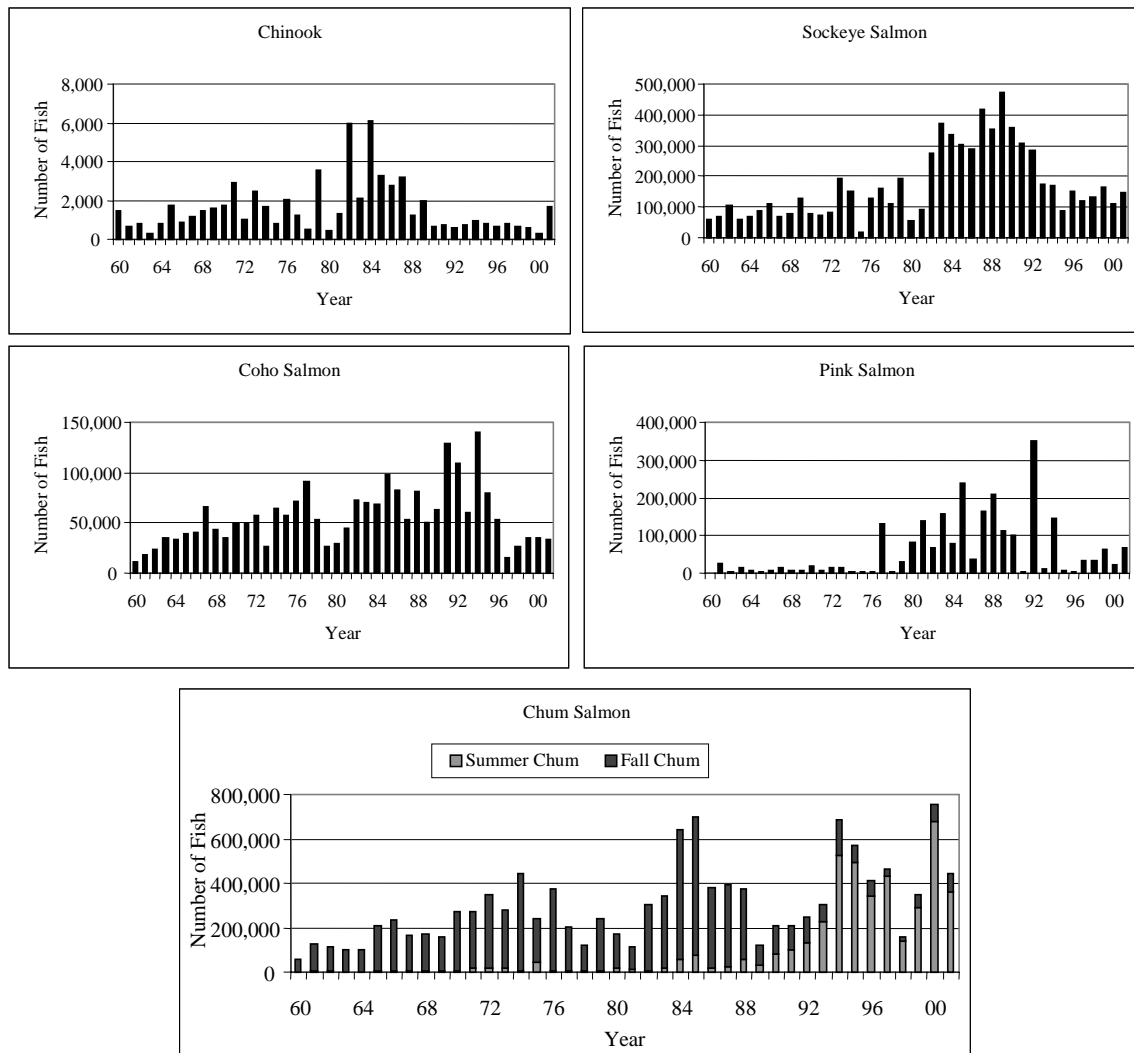 Chinook
8,000
6,000
4,000
2,000
0
Number of Fish
60 64 68 72 76 80 84 88 92 96 00
Year
Sockeye Salmon
500,000
400,000
300,000
200,000
100,000
0
Number of Fish
60 64 68 72 76 80 84 88 92 96 00
Year
Coho Salmon
150,000
100,000
50,000
0
Number of Fish
60 64 68 72 76 80 84 88 92 96 00
Year
Pink Salmon
400,000
300,000
200,000
100,000
0
Number of Fish
60 64 68 72 76 80 84 88 92 96 00
Year
Chum Salmon
Summer Chum Fall Chum
800,000
600,000
400,000
200,000
0
Number of Fish
60 64 68 72 76 80 84 88 92 96 00
Year